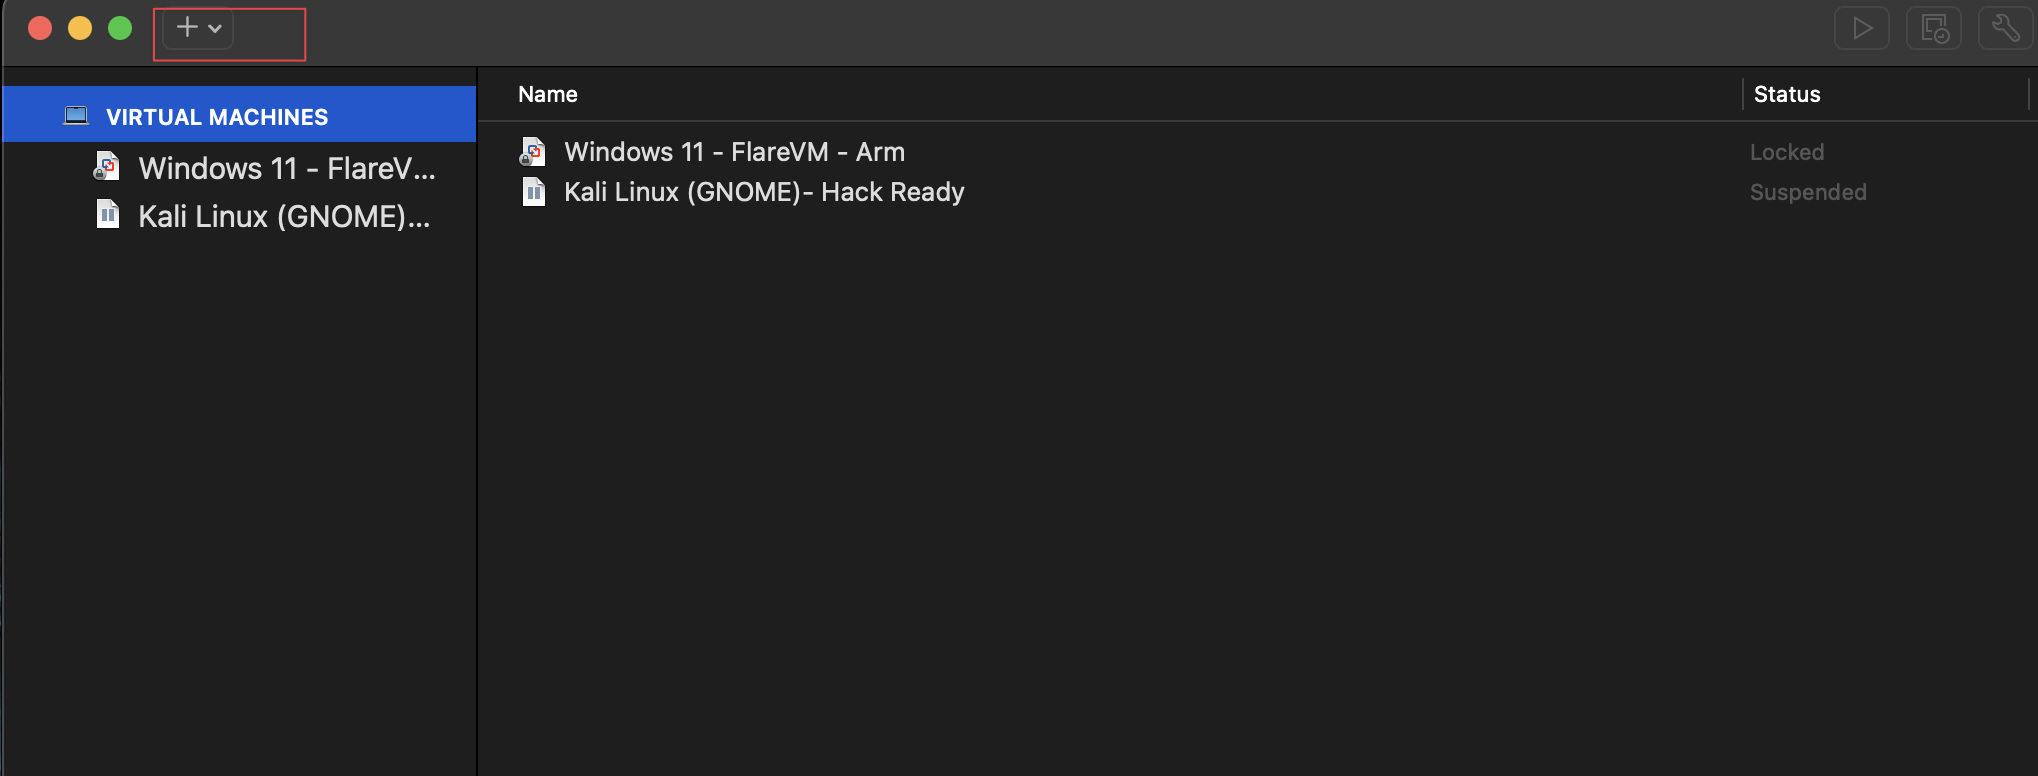 VIRTUAL MACHINES
Windows 11 - FlareV...
Kali Linux (GNOME)...
Name
Status
Windows 11 - FlareVM - Arm
Locked
Kali Linux (GNOME)- Hack Ready
Suspended